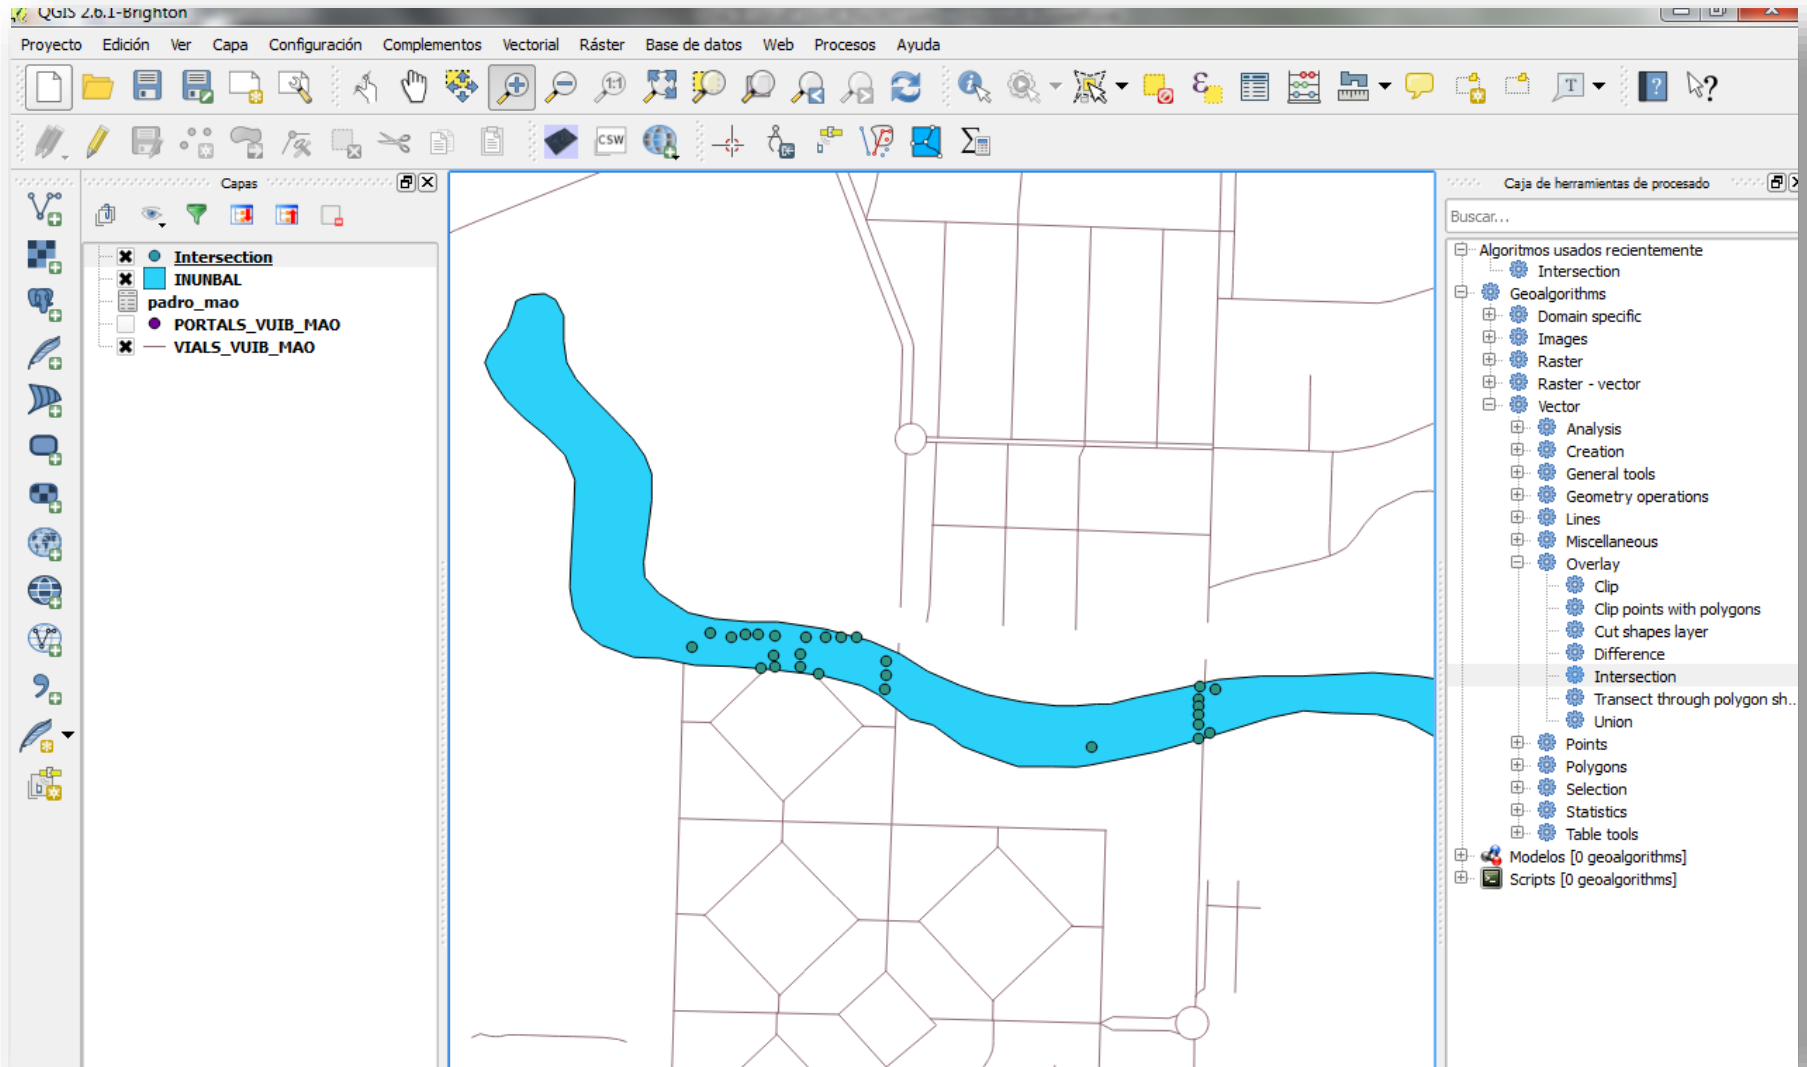 QGIS 2.6.1-Brighton
Proyecto Edición Ver Capa Configuración Complementos Vectorial Ráster Base de datos Web Procesos Ayuda
1:1
T
?
?
CSW
Capas
Caja de herramientas de procesado
Buscar...
Intersection
INUNBAL
padro_mao
PORTALS_VUIB_MAO
VIALS_VUIB_MAO
Algoritmos usados recientemente
Intersection
Geoalgorithms
Domain specific
Images
Raster
Raster - vector
Vector
Analysis
Creation
General tools
Geometry operations
Lines
Miscellaneous
Overlay
Clip
Clip points with polygons
Cut shapes layer
Difference
Intersection
Transect through polygon sh...
Union
Points
Polygons
Selection
Statistics
Table tools
Modelos [0 geoalgorithms]
Scripts [0 geoalgorithms]